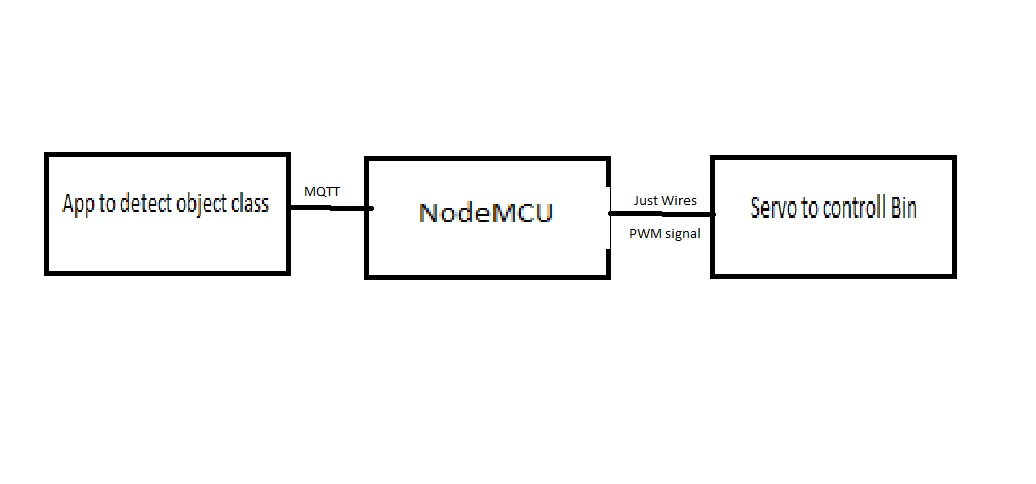 App to detect object class
MQTT
NodeMCU
Just Wires
PWM signal
Servo to controll Bin